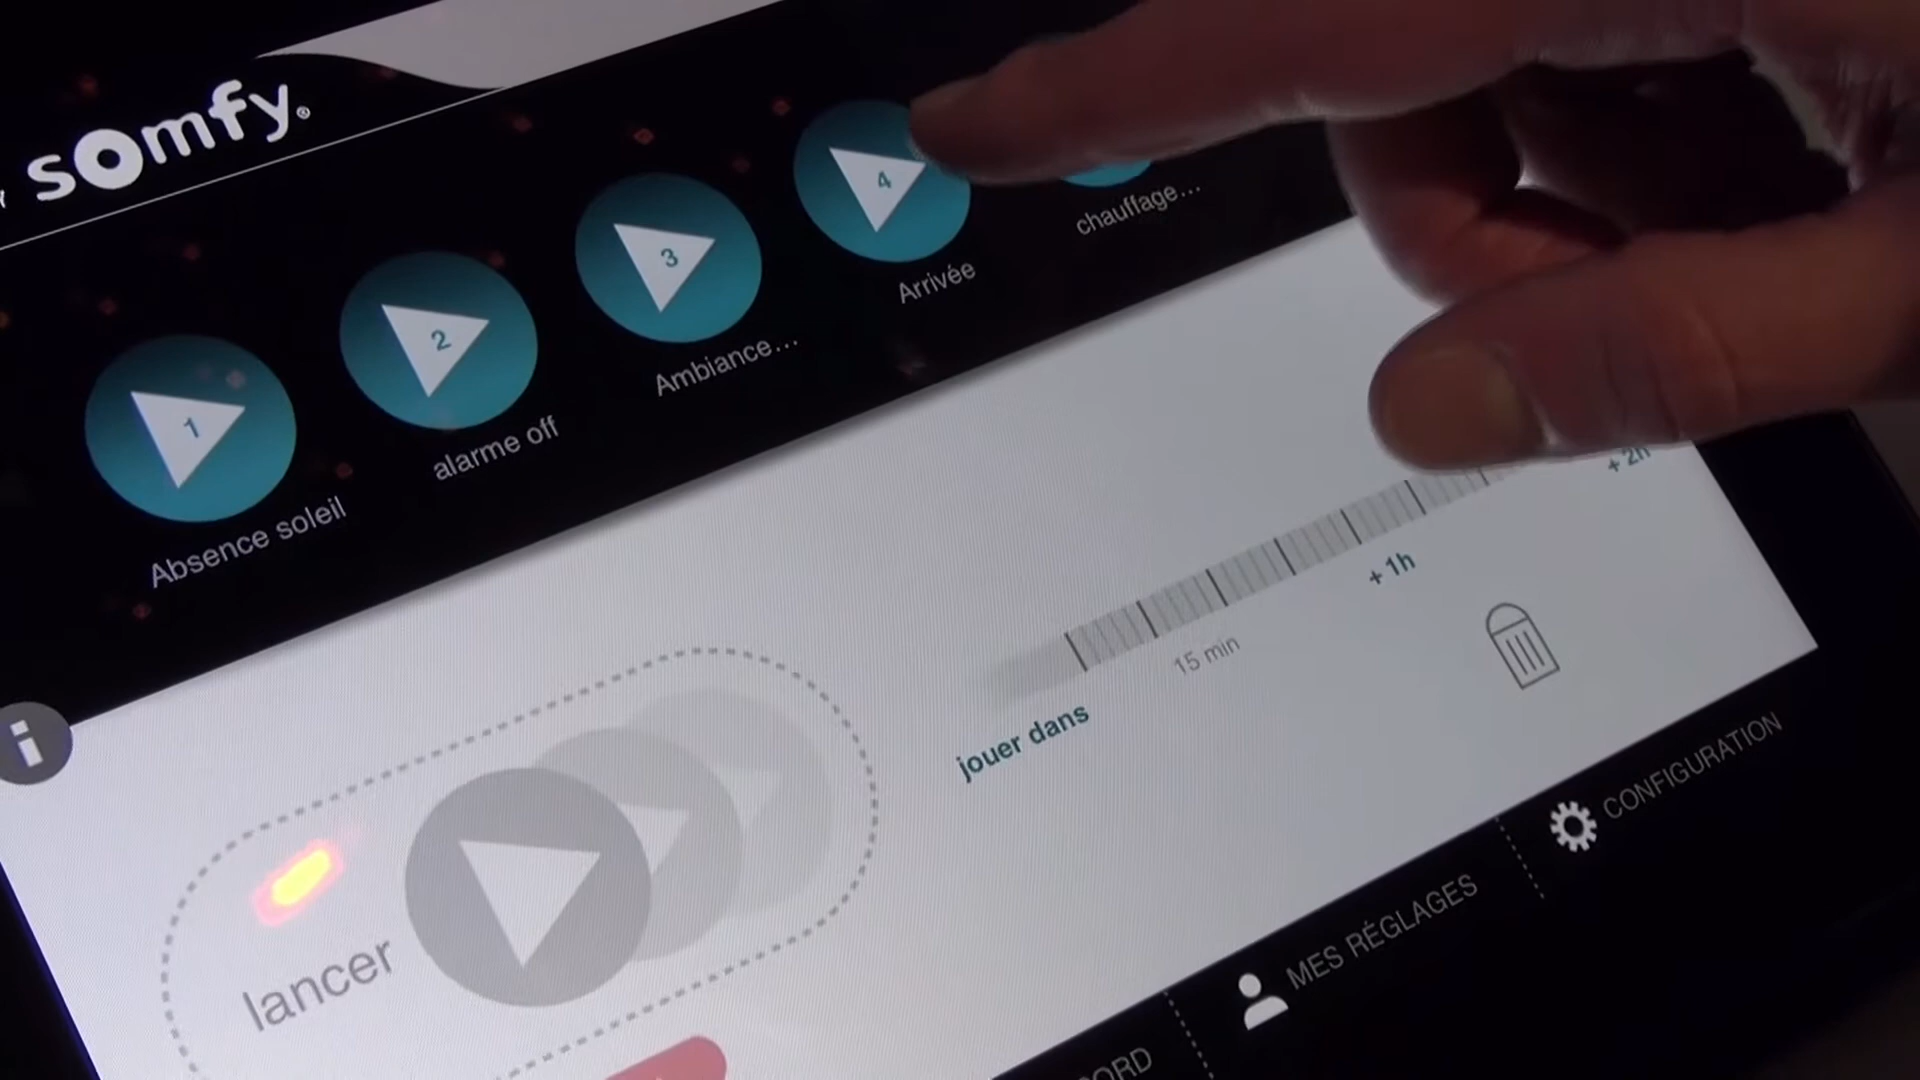 somfy®
1
2
3
4
Absence soleil
alarme off
Ambiance...
Arrivée
chauffage...
+ 2h
+ 1h
15 min
jouer dans
lancer
CONFIGURATION
MES RÉGLAGES